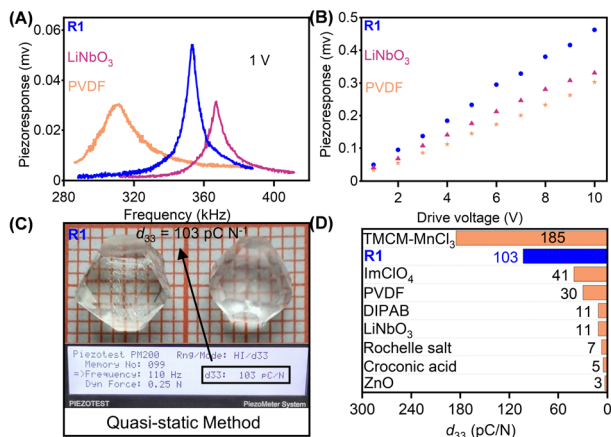 (A)
R1
LiNbO₃
PVDF
1 V
Piezoresponse (mv)
0.06
0.04
0.02
0
280
320
360
400
Frequency (kHz)
(B)
R1
LiNbO₃
PVDF
Piezoresponse (mv)
0.5
0.4
0.3
0.2
0.1
0.0
2
4
6
8
10
Drive voltage (V)
(C)
R1
d₃₃ = 103 pC N⁻¹
Piezotest PM200 Rng/Mode: HI/d33
Memory No: 099
=>Frequency: 110 Hz d33: 103 pC/N
Dyn Force: 0.25 N
PIEZOTEST PiezoMeter System
Quasi-static Method
(D)
TMCM-MnCl₃ 185
R1 103
ImClO₄ 41
PVDF 30
DIPAB 11
LiNbO₃ 11
Rochelle salt 7
Croconic acid 5
ZnO 3
300 240 180 120 60 0
d₃₃ (pC/N)